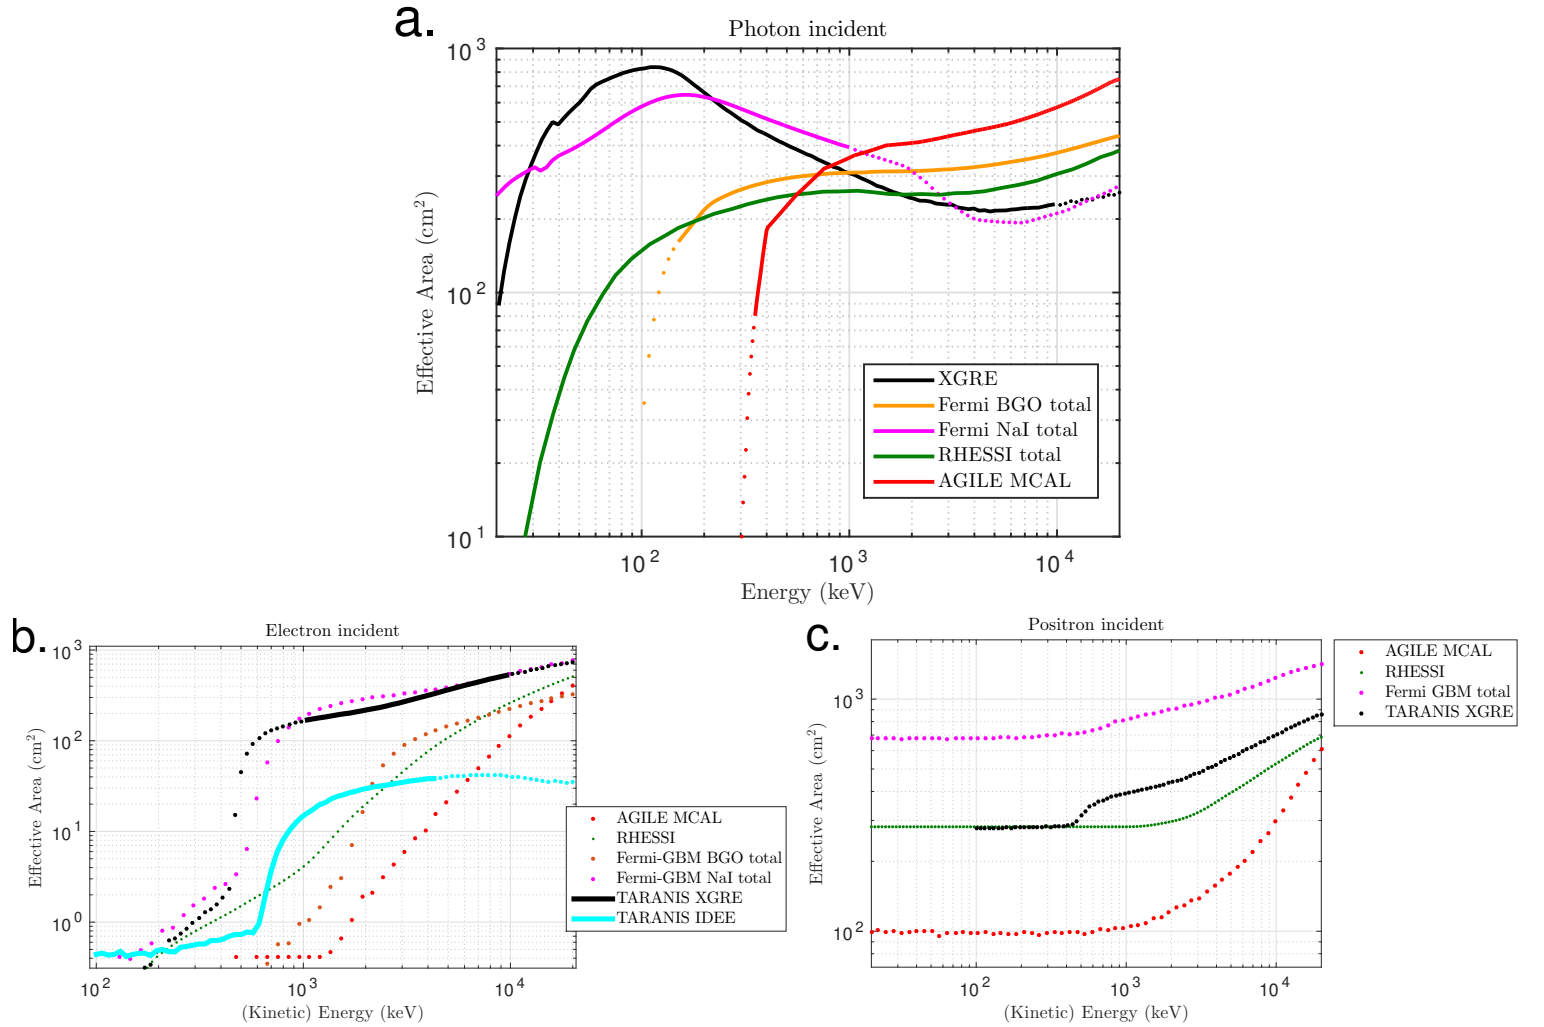 a.
Photon incident
10^3
10^2
10^1
Effective Area (cm^2)
10^2
10^3
10^4
Energy (keV)
XGRE
Fermi BGO total
Fermi NaI total
RHESSI total
AGILE MCAL
b.
Electron incident
10^3
10^2
10^1
10^0
Effective Area (cm^2)
10^2
10^3
10^4
(Kinetic) Energy (keV)
AGILE MCAL
RHESSI
Fermi-GBM BGO total
Fermi-GBM NaI total
TARANIS XGRE
TARANIS IDEE
c.
Positron incident
10^3
10^2
Effective Area (cm^2)
10^2
10^3
10^4
(Kinetic) Energy (keV)
AGILE MCAL
RHESSI
Fermi GBM total
TARANIS XGRE